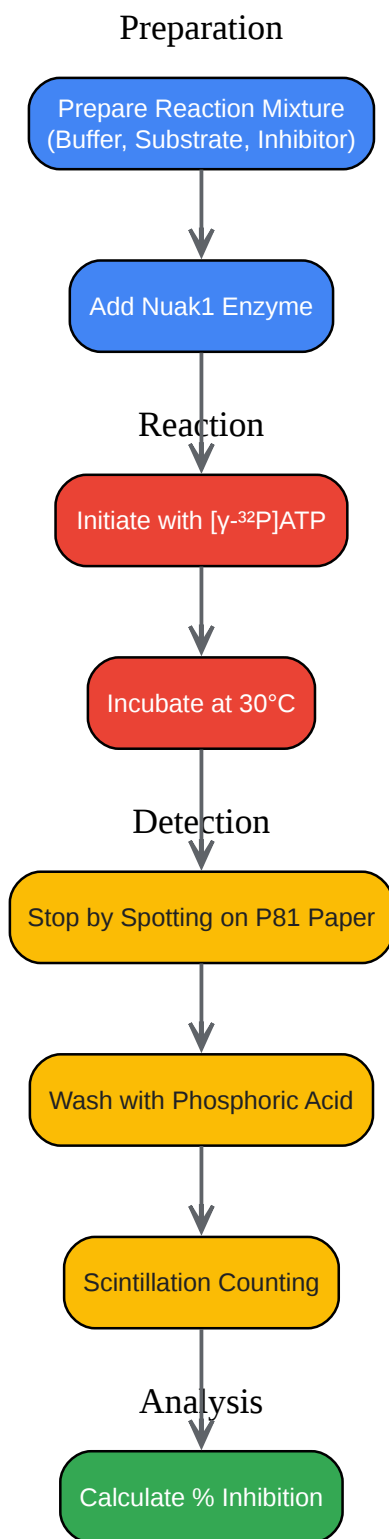 Preparation
Prepare Reaction Mixture
(Buffer, Substrate, Inhibitor)
Add Nuak1 Enzyme
Reaction
Initiate with [γ-³²P]ATP
Incubate at 30°C
Detection
Stop by Spotting on P81 Paper
Wash with Phosphoric Acid
Scintillation Counting
Analysis
Calculate % Inhibition